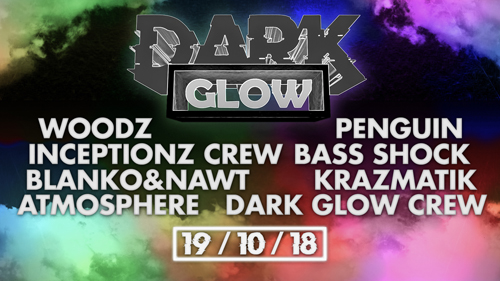 DARK
GLOW
WOODZ PENGUIN
INCEPTIONZ CREW BASS SHOCK
BLANKO&NAWT KRAZMATIK
ATMOSPHERE DARK GLOW CREW
19/10/18